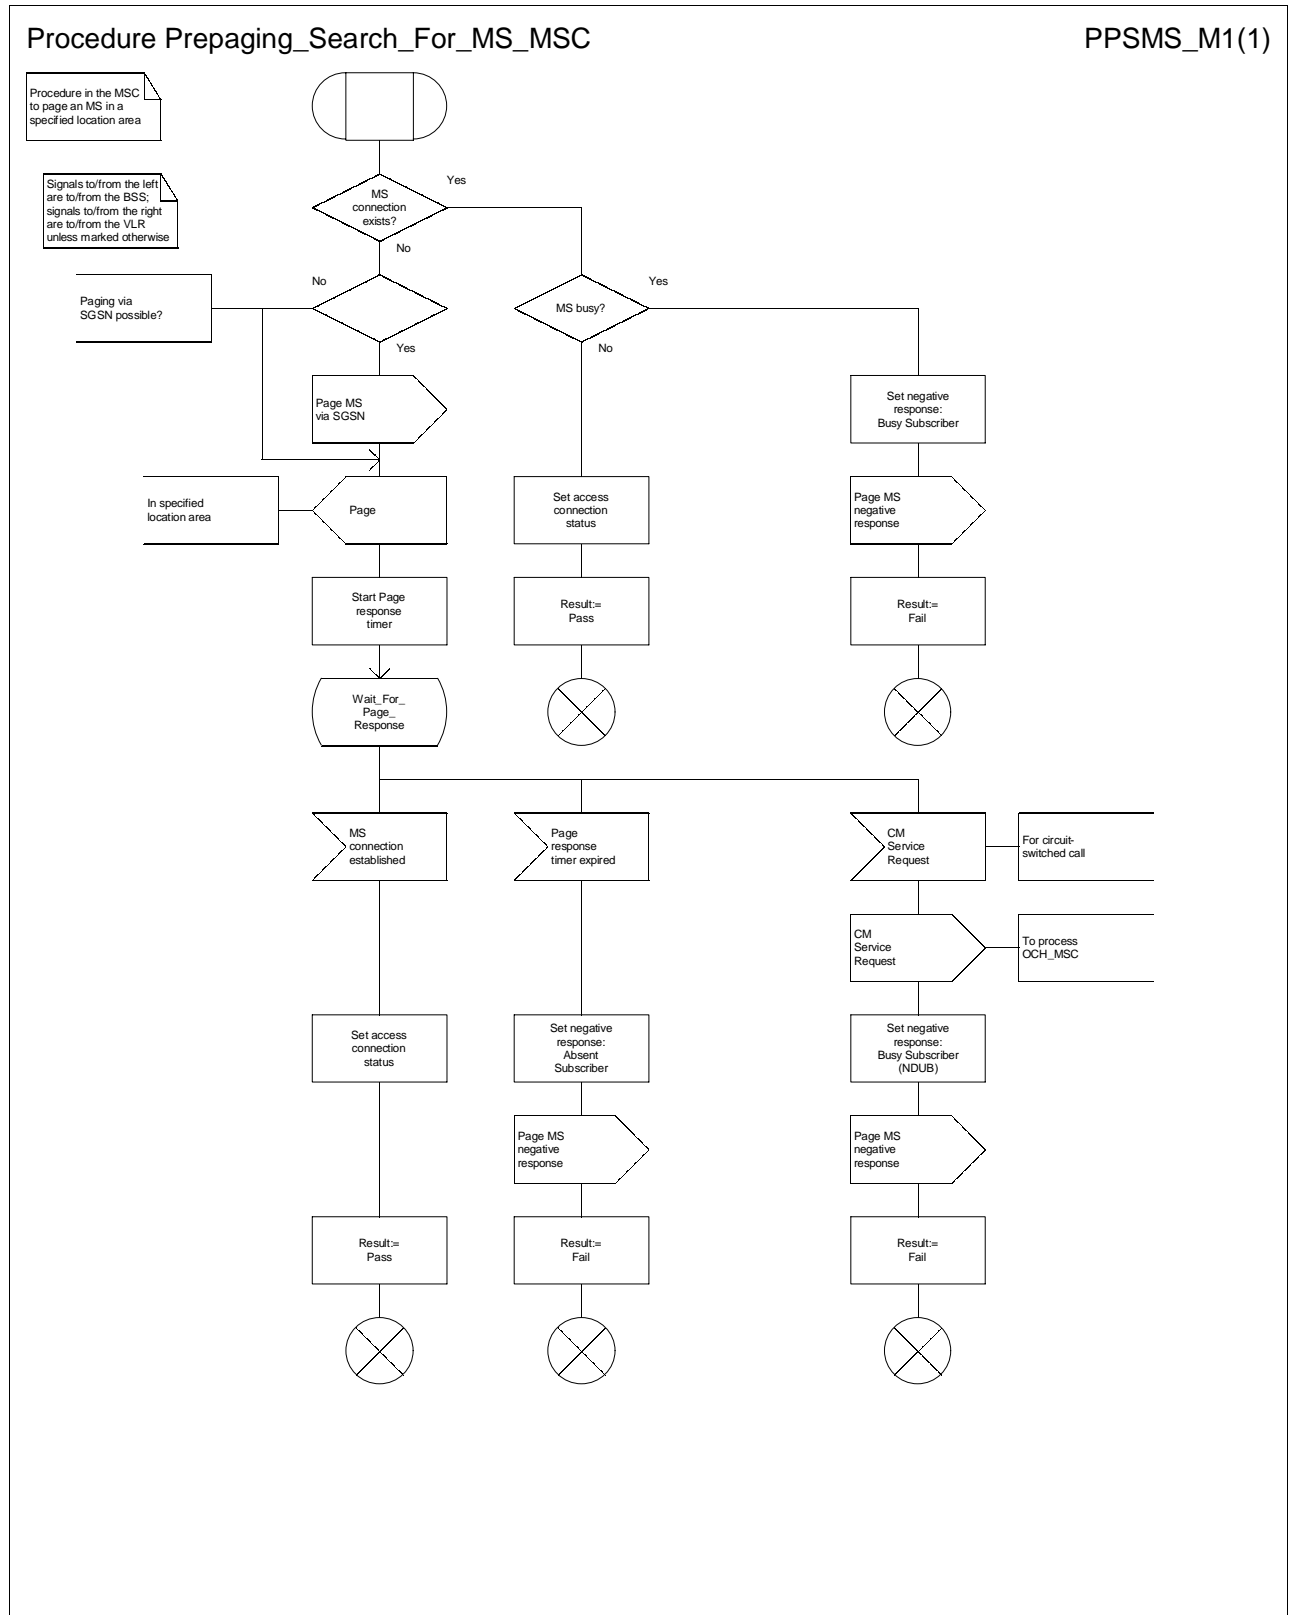 Procedure Prepaging_Search_For_MS_MSC
PPSMS_M1(1)
Procedure in the MSC
to page an MS in a
specified location area
Signals to/from the left
are to/from the BSS;
signals to/from the right
are to/from the VLR
unless marked otherwise
MS
connection
exists?
Yes
No
Paging via
SGSN possible?
No
Yes
MS busy?
Yes
No
Page MS
via SGSN
Set negative
response:
Busy Subscriber
In specified
location area
Page
Set access
connection
status
Page MS
negative
response
Start Page
response
timer
Result:=
Pass
Result:=
Fail
Wait_For_
Page_
Response
MS
connection
established
Page
response
timer expired
CM
Service
Request
For circuit-
switched call
CM
Service
Request
To process
OCH_MSC
Set access
connection
status
Set negative
response:
Absent
Subscriber
Set negative
response:
Busy Subscriber
(NDUB)
Page MS
negative
response
Page MS
negative
response
Result:=
Pass
Result:=
Fail
Result:=
Fail